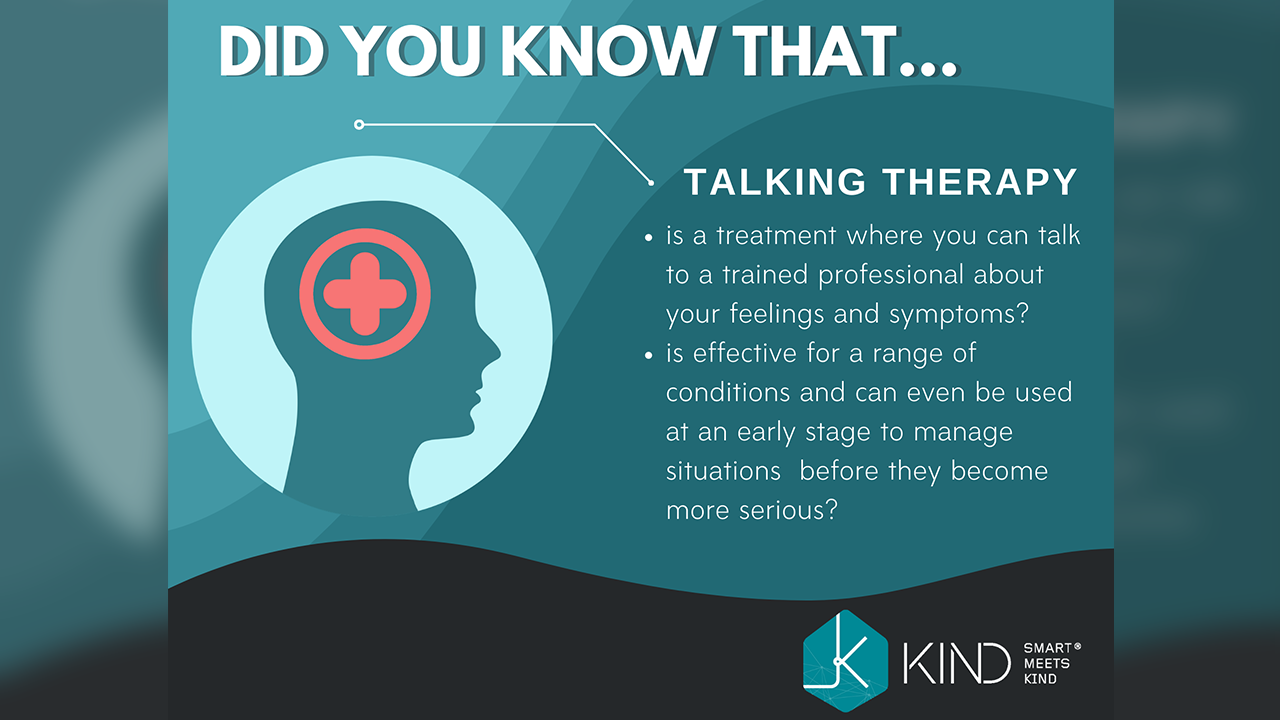 DID YOU KNOW THAT...
TALKING THERAPY
• is a treatment where you can talk
to a trained professional about
your feelings and symptoms?
• is effective for a range of
conditions and can even be used
at an early stage to manage
situations  before they become
more serious?
K
KIND
SMART®
MEETS
KIND